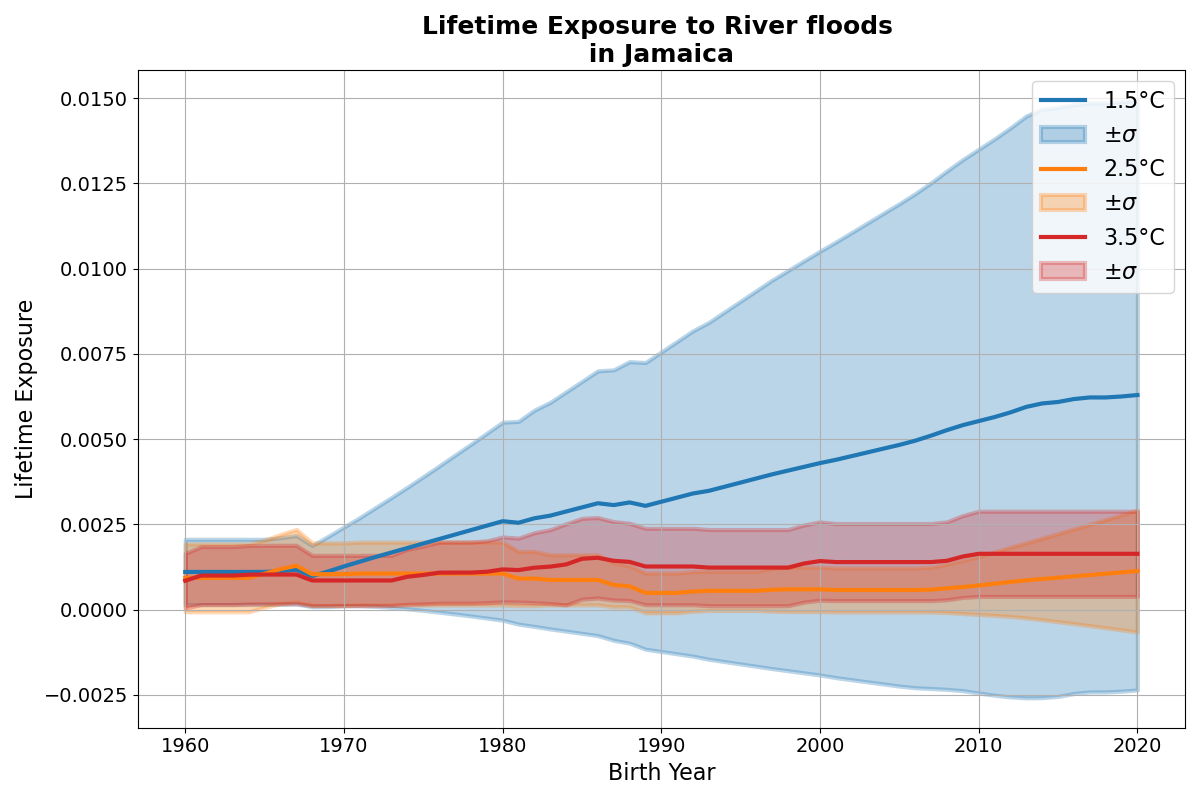 Lifetime Exposure to River floods
in Jamaica
0.0150
0.0125
0.0100
0.0075
0.0050
0.0025
0.0000
−0.0025
Lifetime Exposure
1960
1970
1980
1990
2000
2010
2020
Birth Year
1.5°C
±σ
2.5°C
±σ
3.5°C
±σ